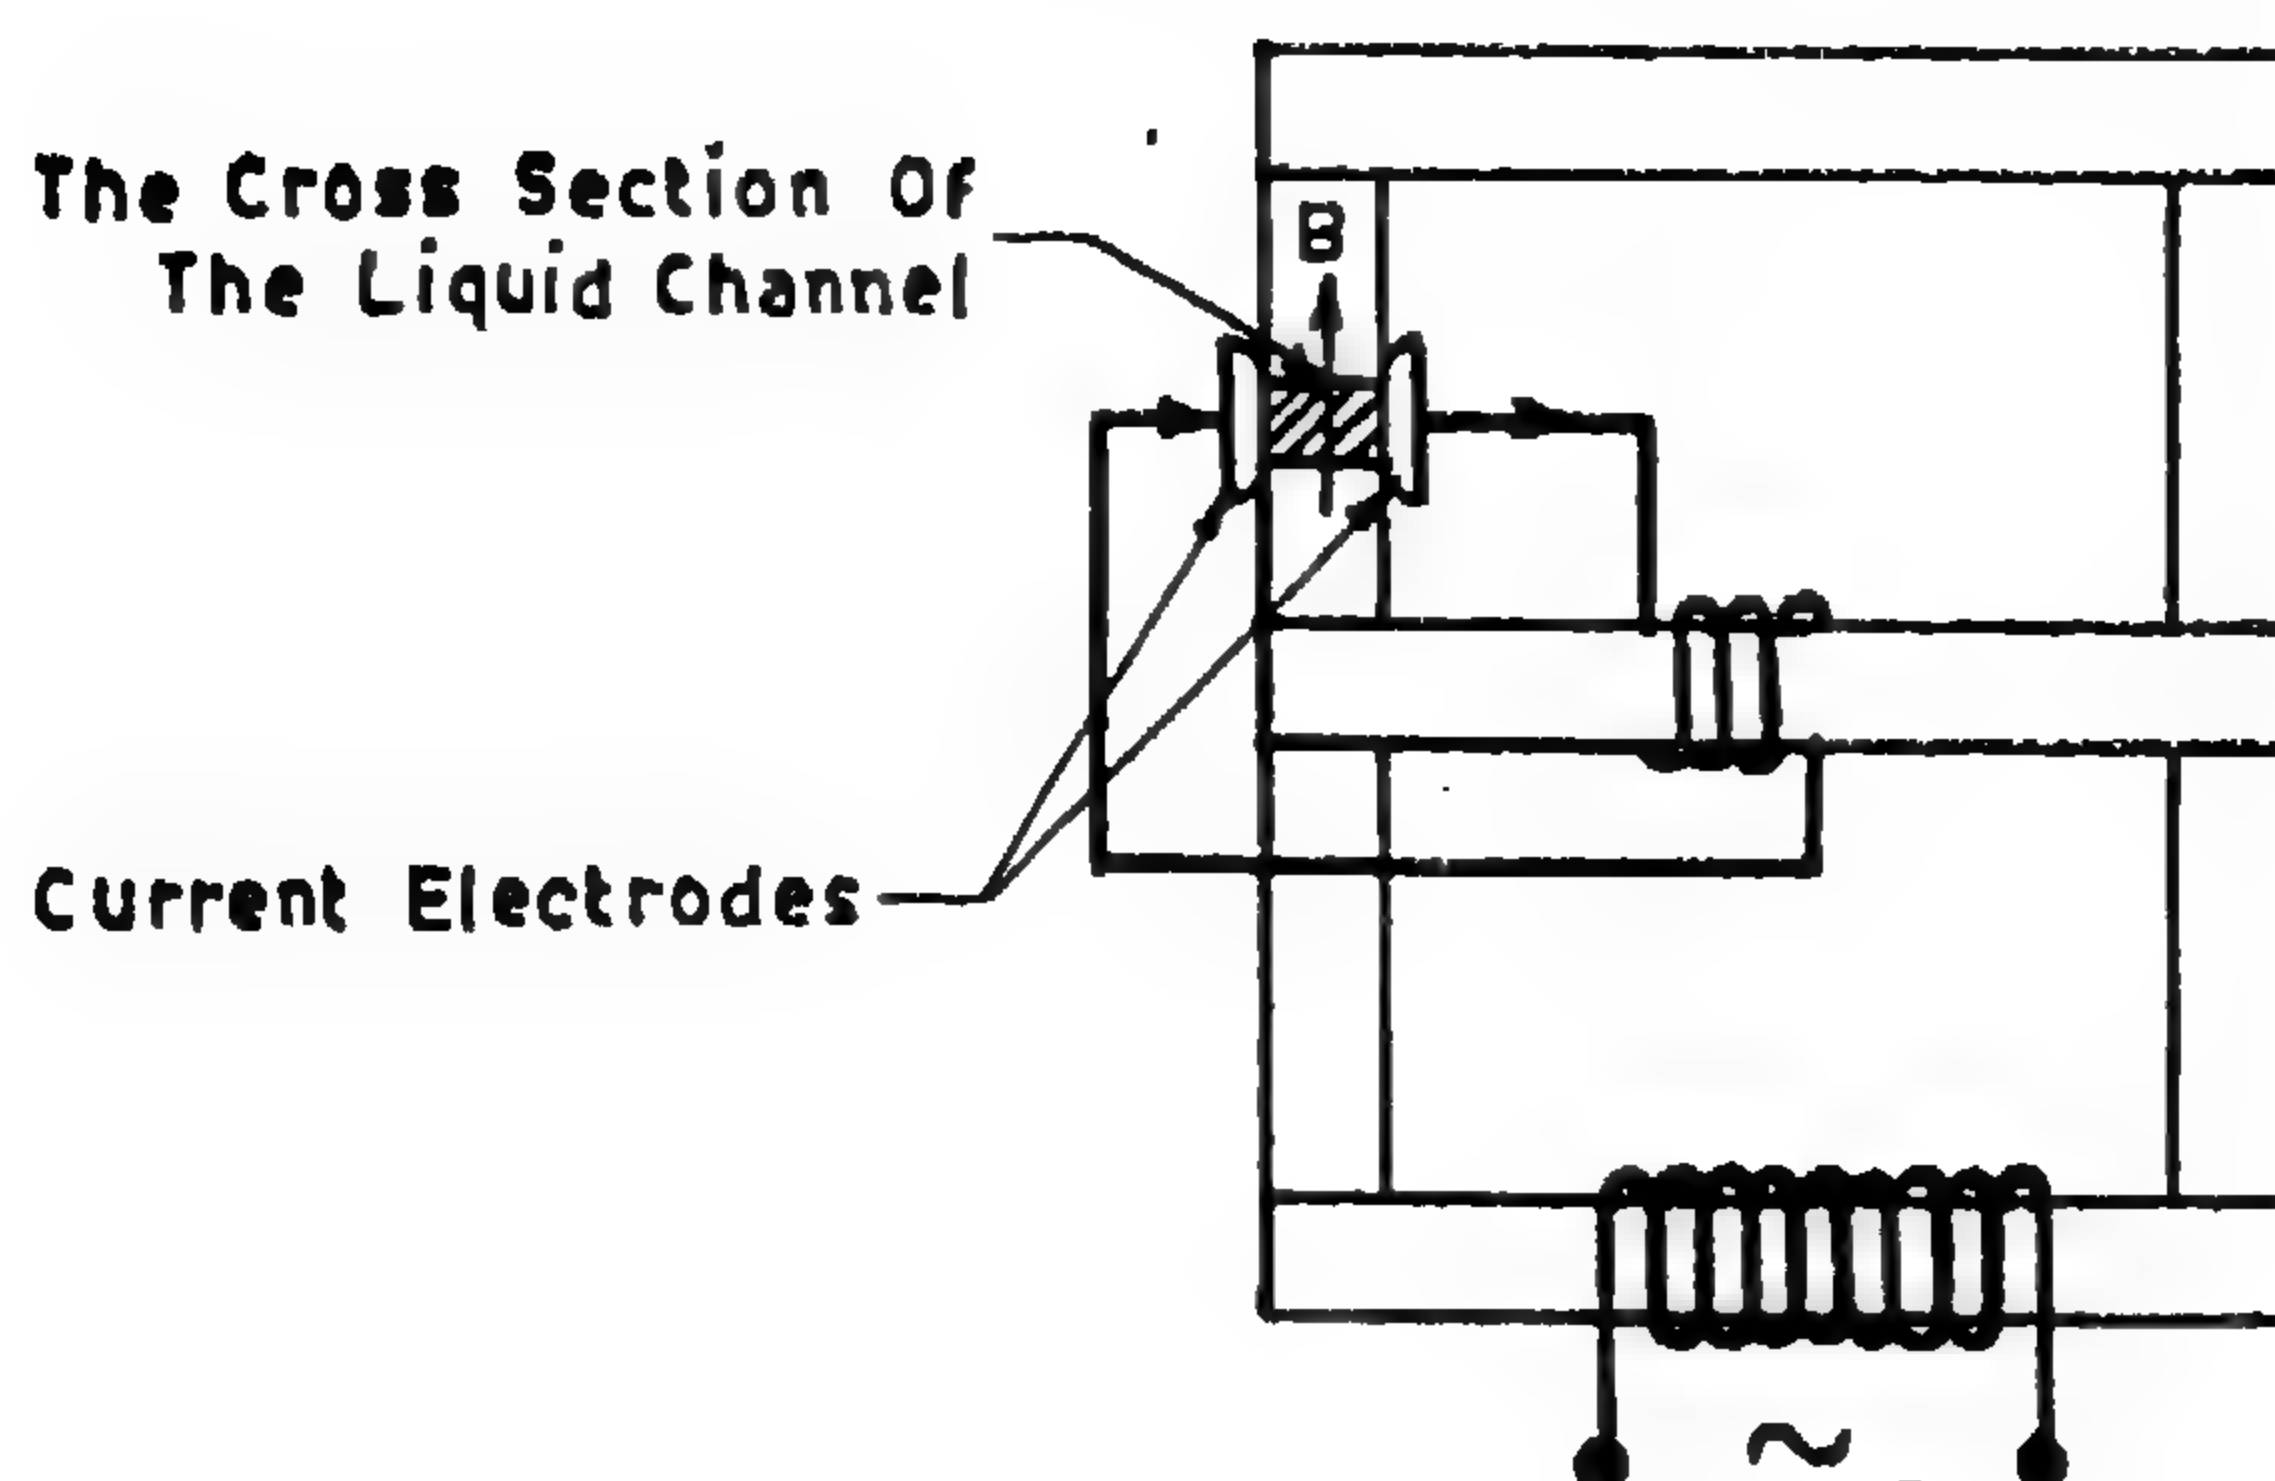 The Cross Section Of
The Liquid Channel
B
Current Electrodes
~